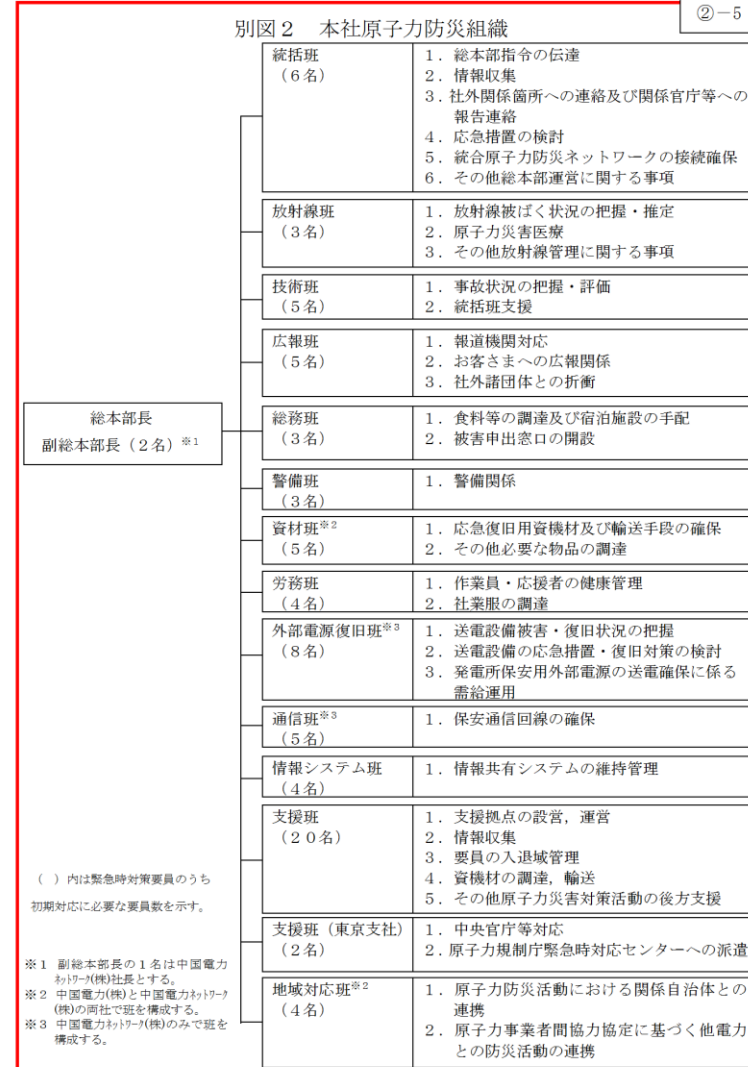 ②－5
別図２　本社原子力防災組織
総本部長
副総本部長（２名）※１
統括班
（６名）
１．総本部指令の伝達
２．情報収集
３．社外関係箇所への連絡及び関係官庁等への
報告連絡
４．応急措置の検討
５．統合原子力防災ネットワークの接続確保
６．その他総本部運営に関する事項
放射線班
（３名）
１．放射線被ばく状況の把握・推定
２．原子力災害医療
３．その他放射線管理に関する事項
技術班
（５名）
１．事故状況の把握・評価
２．統括班支援
広報班
（５名）
１．報道機関対応
２．お客さまへの広報関係
３．社外諸団体との折衝
総務班
（３名）
１．食料等の調達及び宿泊施設の手配
２．被害申出窓口の開設
警備班
（３名）
１．警備関係
資材班※２
（５名）
１．応急復旧用資機材及び輸送手段の確保
２．その他必要な物品の調達
労務班
（４名）
１．作業員・応援者の健康管理
２．社業服の調達
外部電源復旧班※３
（８名）
１．送電設備被害・復旧状況の把握
２．送電設備の応急措置・復旧対策の検討
３．発電所保安用外部電源の送電確保に係る
需給運用
通信班※３
（５名）
１．保安通信回線の確保
情報システム班
（４名）
１．情報共有システムの維持管理
支援班
（２０名）
１．支援拠点の設営，運営
２．情報収集
３．要員の入退域管理
４．資機材の調達，輸送
５．その他原子力災害対策活動の後方支援
支援班（東京支社）
（２名）
１．中央官庁等対応
２．原子力規制庁緊急時対応センターへの派遣
地域対応班※２
（４名）
１．原子力防災活動における関係自治体との
連携
２．原子力事業者間協力協定に基づく他電力
との防災活動の連携
（　）内は緊急時対策要員のうち
初期対応に必要な要員数を示す。
※１　副総本部長の１名は中国電力
ﾈｯﾄﾜｰｸ(株)社長とする。
※２　中国電力(株)と中国電力ﾈｯﾄﾜｰｸ
(株)の両社で班を構成する。
※３　中国電力ﾈｯﾄﾜｰｸ(株)のみで班を
構成する。